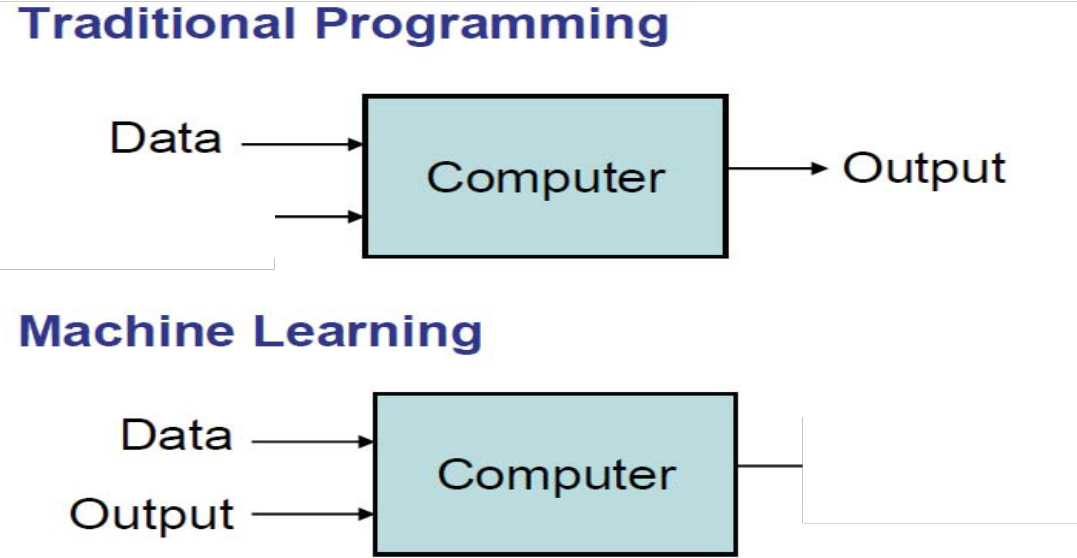 Traditional Programming
Data
Computer
Output
Machine Learning
Data
Computer
Output